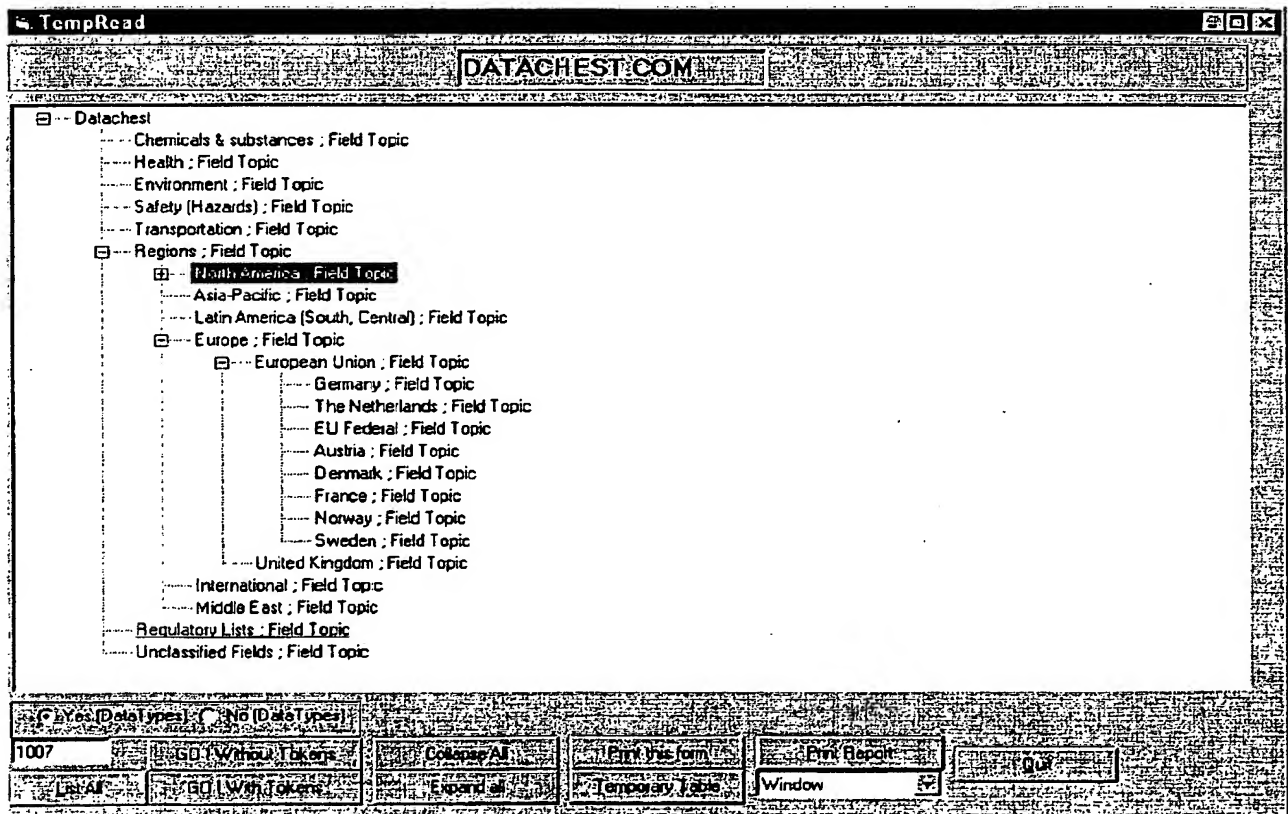 TempRead
DATACHEST.COM
Datachest
Chemicals & substances ; Field Topic
Health ; Field Topic
Environment ; Field Topic
Safety (Hazards) ; Field Topic
Transportation ; Field Topic
Regions ; Field Topic
North America ; Field Topic
Asia-Pacific ; Field Topic
Latin America (South, Central) ; Field Topic
Europe ; Field Topic
European Union ; Field Topic
Germany ; Field Topic
The Netherlands ; Field Topic
EU Federal ; Field Topic
Austria ; Field Topic
Denmark ; Field Topic
France ; Field Topic
Norway ; Field Topic
Sweden ; Field Topic
United Kingdom ; Field Topic
International ; Field Topic
Middle East ; Field Topic
Regulatory Lists ; Field Topic
Unclassified Fields ; Field Topic
Yes (DataTypes) No (DataTypes)
1007 GO ! Without Tokens Collapse All Print this form Print Report Quit
List All GO ! With Tokens Expand all Temporary Table Window